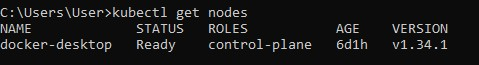 C:\Users\User>kubectl get nodes
NAME STATUS ROLES AGE VERSION
docker-desktop Ready control-plane 6d1h v1.34.1